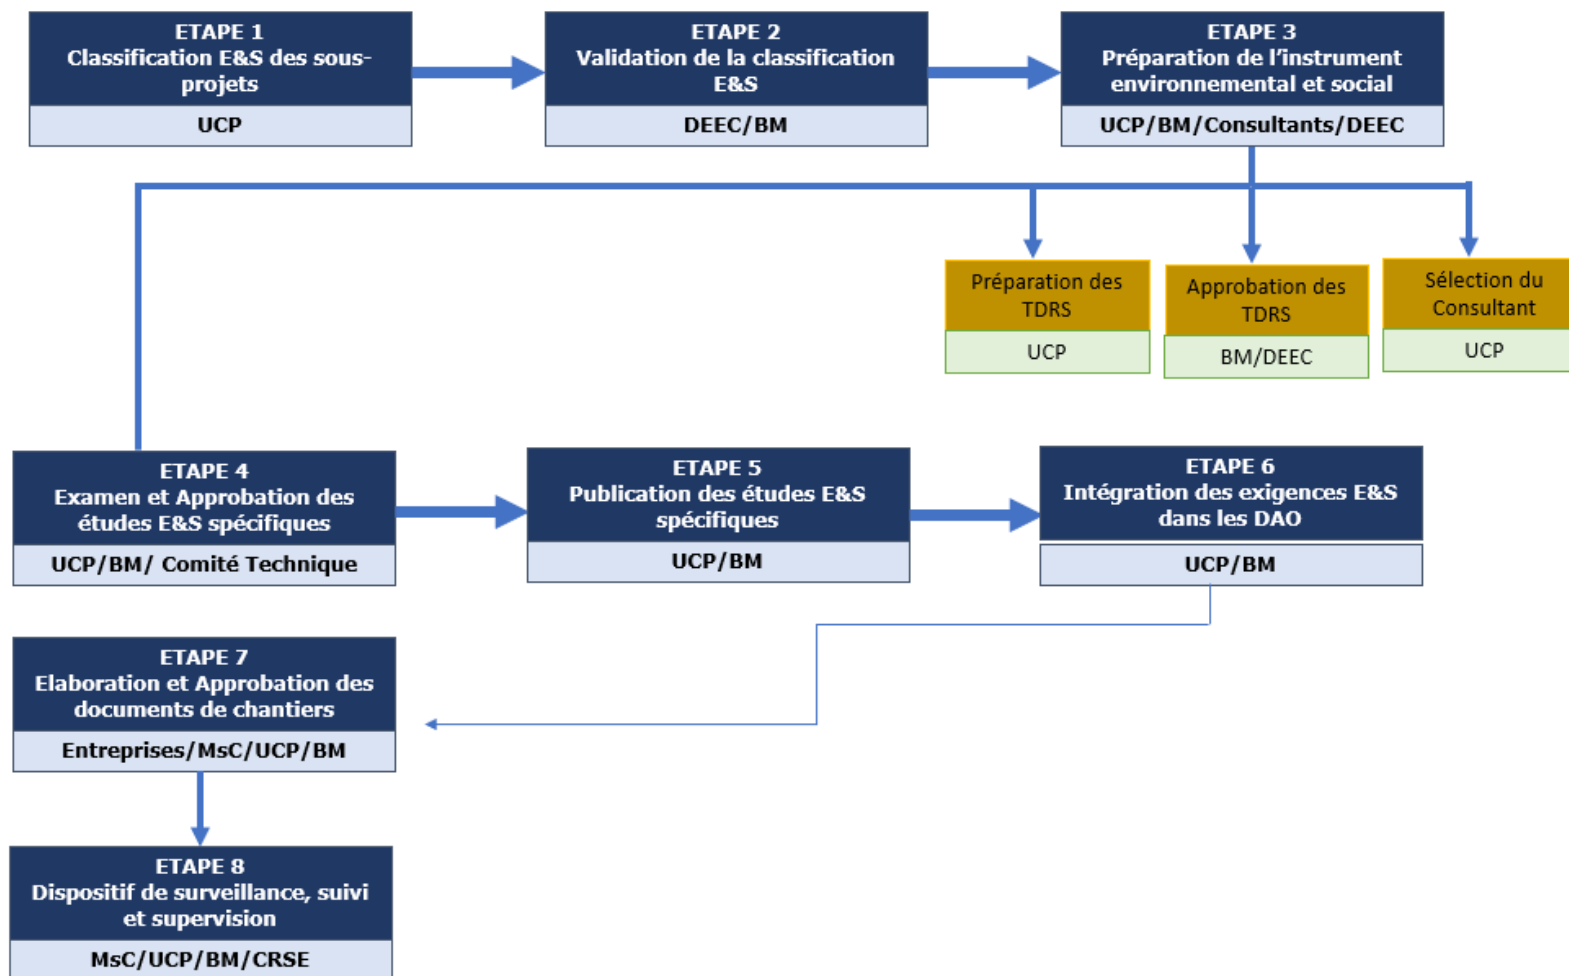 ETAPE 1
Classification E&S des sous-
projets
UCP
ETAPE 2
Validation de la classification
E&S
DEEC/BM
ETAPE 3
Préparation de l’instrument
environnemental et social
UCP/BM/Consultants/DEEC
Préparation des
TDRS
UCP
Approbation des
TDRS
BM/DEEC
Sélection du
Consultant
UCP
ETAPE 4
Examen et Approbation des
études E&S spécifiques
UCP/BM/ Comité Technique
ETAPE 5
Publication des études E&S
spécifiques
UCP/BM
ETAPE 6
Intégration des exigences E&S
dans les DAO
UCP/BM
ETAPE 7
Elaboration et Approbation des
documents de chantiers
Entreprises/MsC/UCP/BM
ETAPE 8
Dispositif de surveillance, suivi
et supervision
MsC/UCP/BM/CRSE